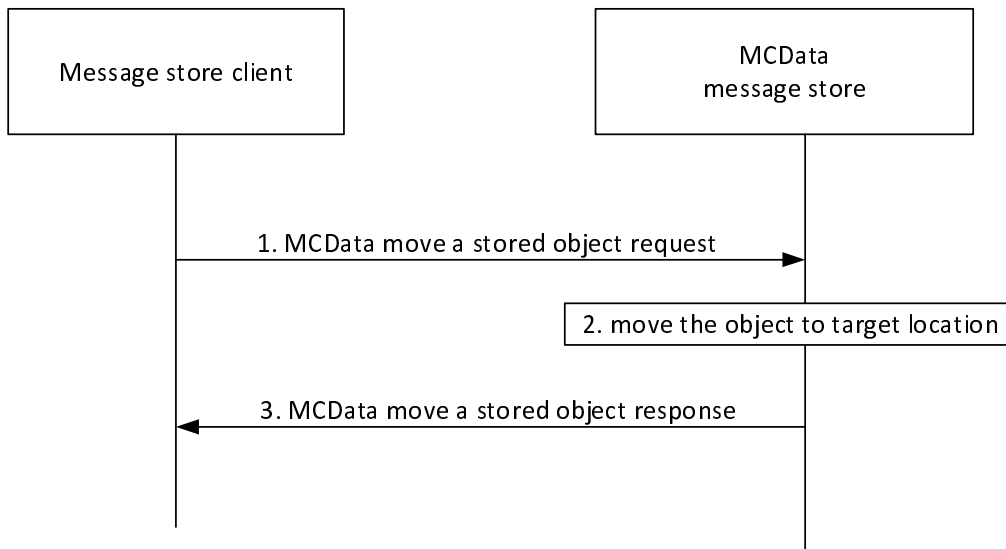 Message store client
MCData
message store
1. MCData move a stored object request
2. move the object to target location
3. MCData move a stored object response